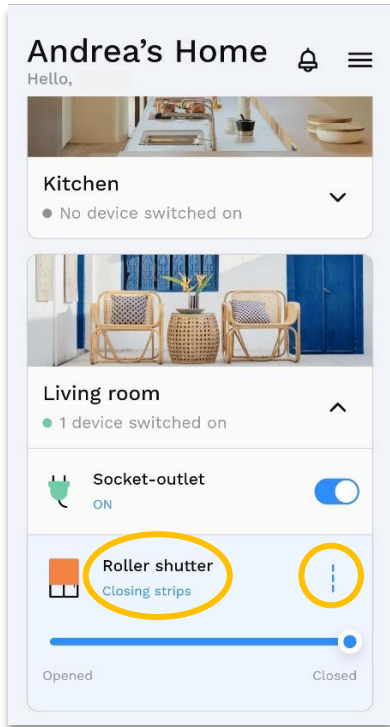 Andrea's Home
Hello,
Kitchen
No device switched on
Living room
1 device switched on
Socket-outlet
ON
Roller shutter
Closing strips
Opened
Closed